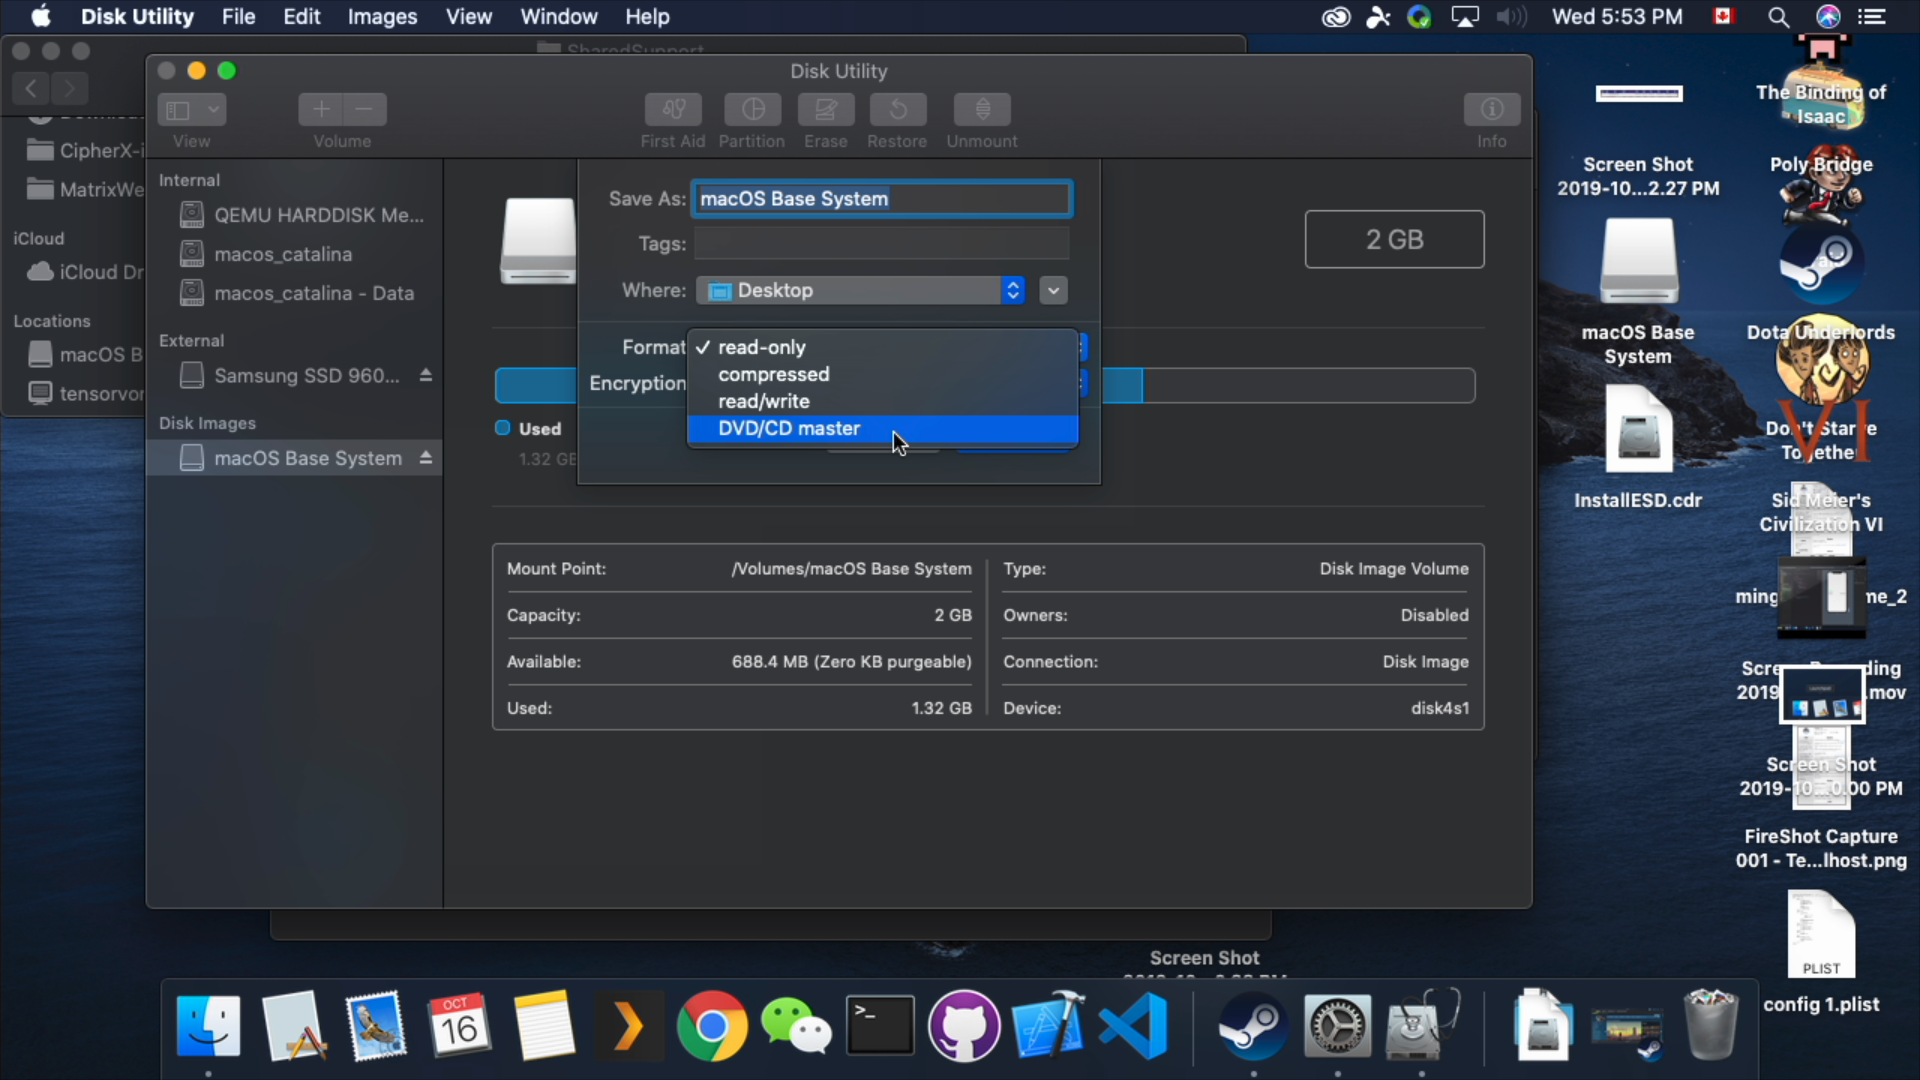 Disk Utility File Edit Images View Window Help
Wed 5:53 PM
SharedSupport
Disk Utility
View
Volume
First Aid
Partition
Erase
Restore
Unmount
Info
CipherX-i
MatrixWe
iCloud
iCloud Dr
Locations
macOS B
tensorvor
Internal
QEMU HARDDISK Me...
macos_catalina
macos_catalina - Data
External
Samsung SSD 960...
Disk Images
macOS Base System
Save As: macOS Base System
Tags:
Where: Desktop
Format
✓ read-only
compressed
read/write
DVD/CD master
Encryption
2 GB
Used
1.32 GB
Mount Point: /Volumes/macOS Base System
Capacity: 2 GB
Available: 688.4 MB (Zero KB purgeable)
Used: 1.32 GB
Type: Disk Image Volume
Owners: Disabled
Connection: Disk Image
Device: disk4s1
Screen Shot
2019-10...2.27 PM
macOS Base
System
InstallESD.cdr
The Binding of
Isaac
Poly Bridge
Dota Underlords
Don't Starve
Together
VI
Sid Meier's
Civilization VI
ming
me_2
2019
.mov
Screen Shot
2019-10...0.00 PM
FireShot Capture
001 - Te...lhost.png
PLIST
config 1.plist
Screen Shot
OCT
16
>_